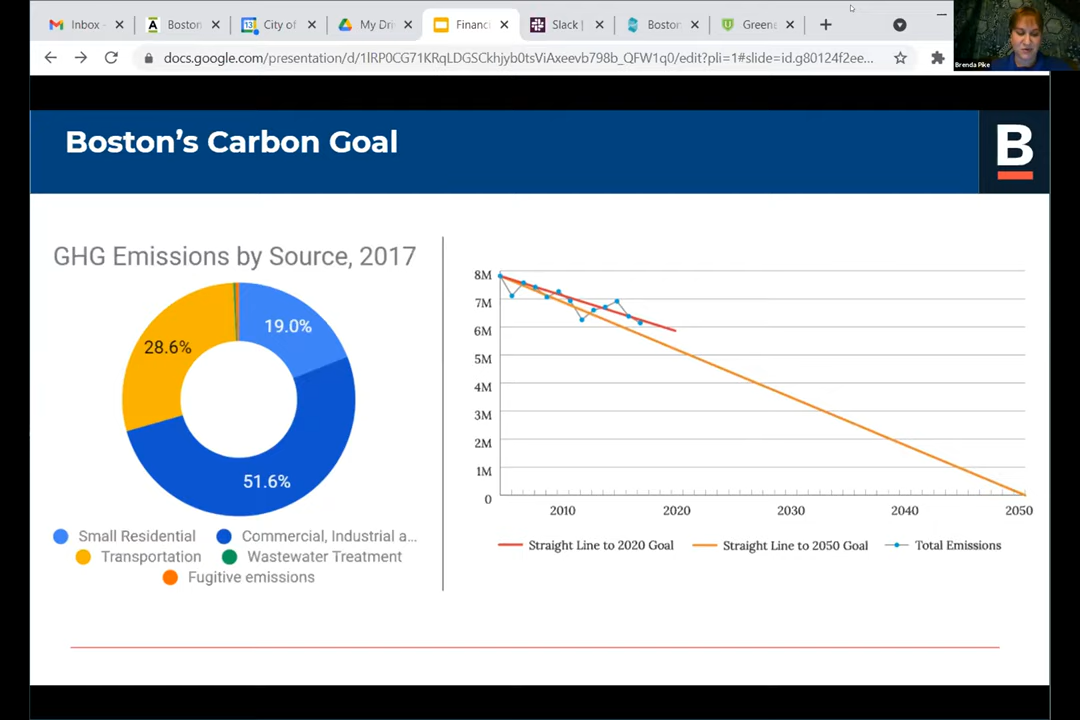 Inbox
Boston
City of
My Dri
Financi
Slack |
Boston
Greene
docs.google.com/presentation/d/1lRP0CG71KRqLDGSCkhjyb0tsViAxeevb798b_QFW1q0/edit?pli=1#slide=id.g80124f2ee...
Brenda Pike
Boston's Carbon Goal
B
GHG Emissions by Source, 2017
19.0%
28.6%
51.6%
Small Residential
Commercial, Industrial a...
Transportation
Wastewater Treatment
Fugitive emissions
8M
7M
6M
5M
4M
3M
2M
1M
0
2010 2020 2030 2040 2050
Straight Line to 2020 Goal
Straight Line to 2050 Goal
Total Emissions